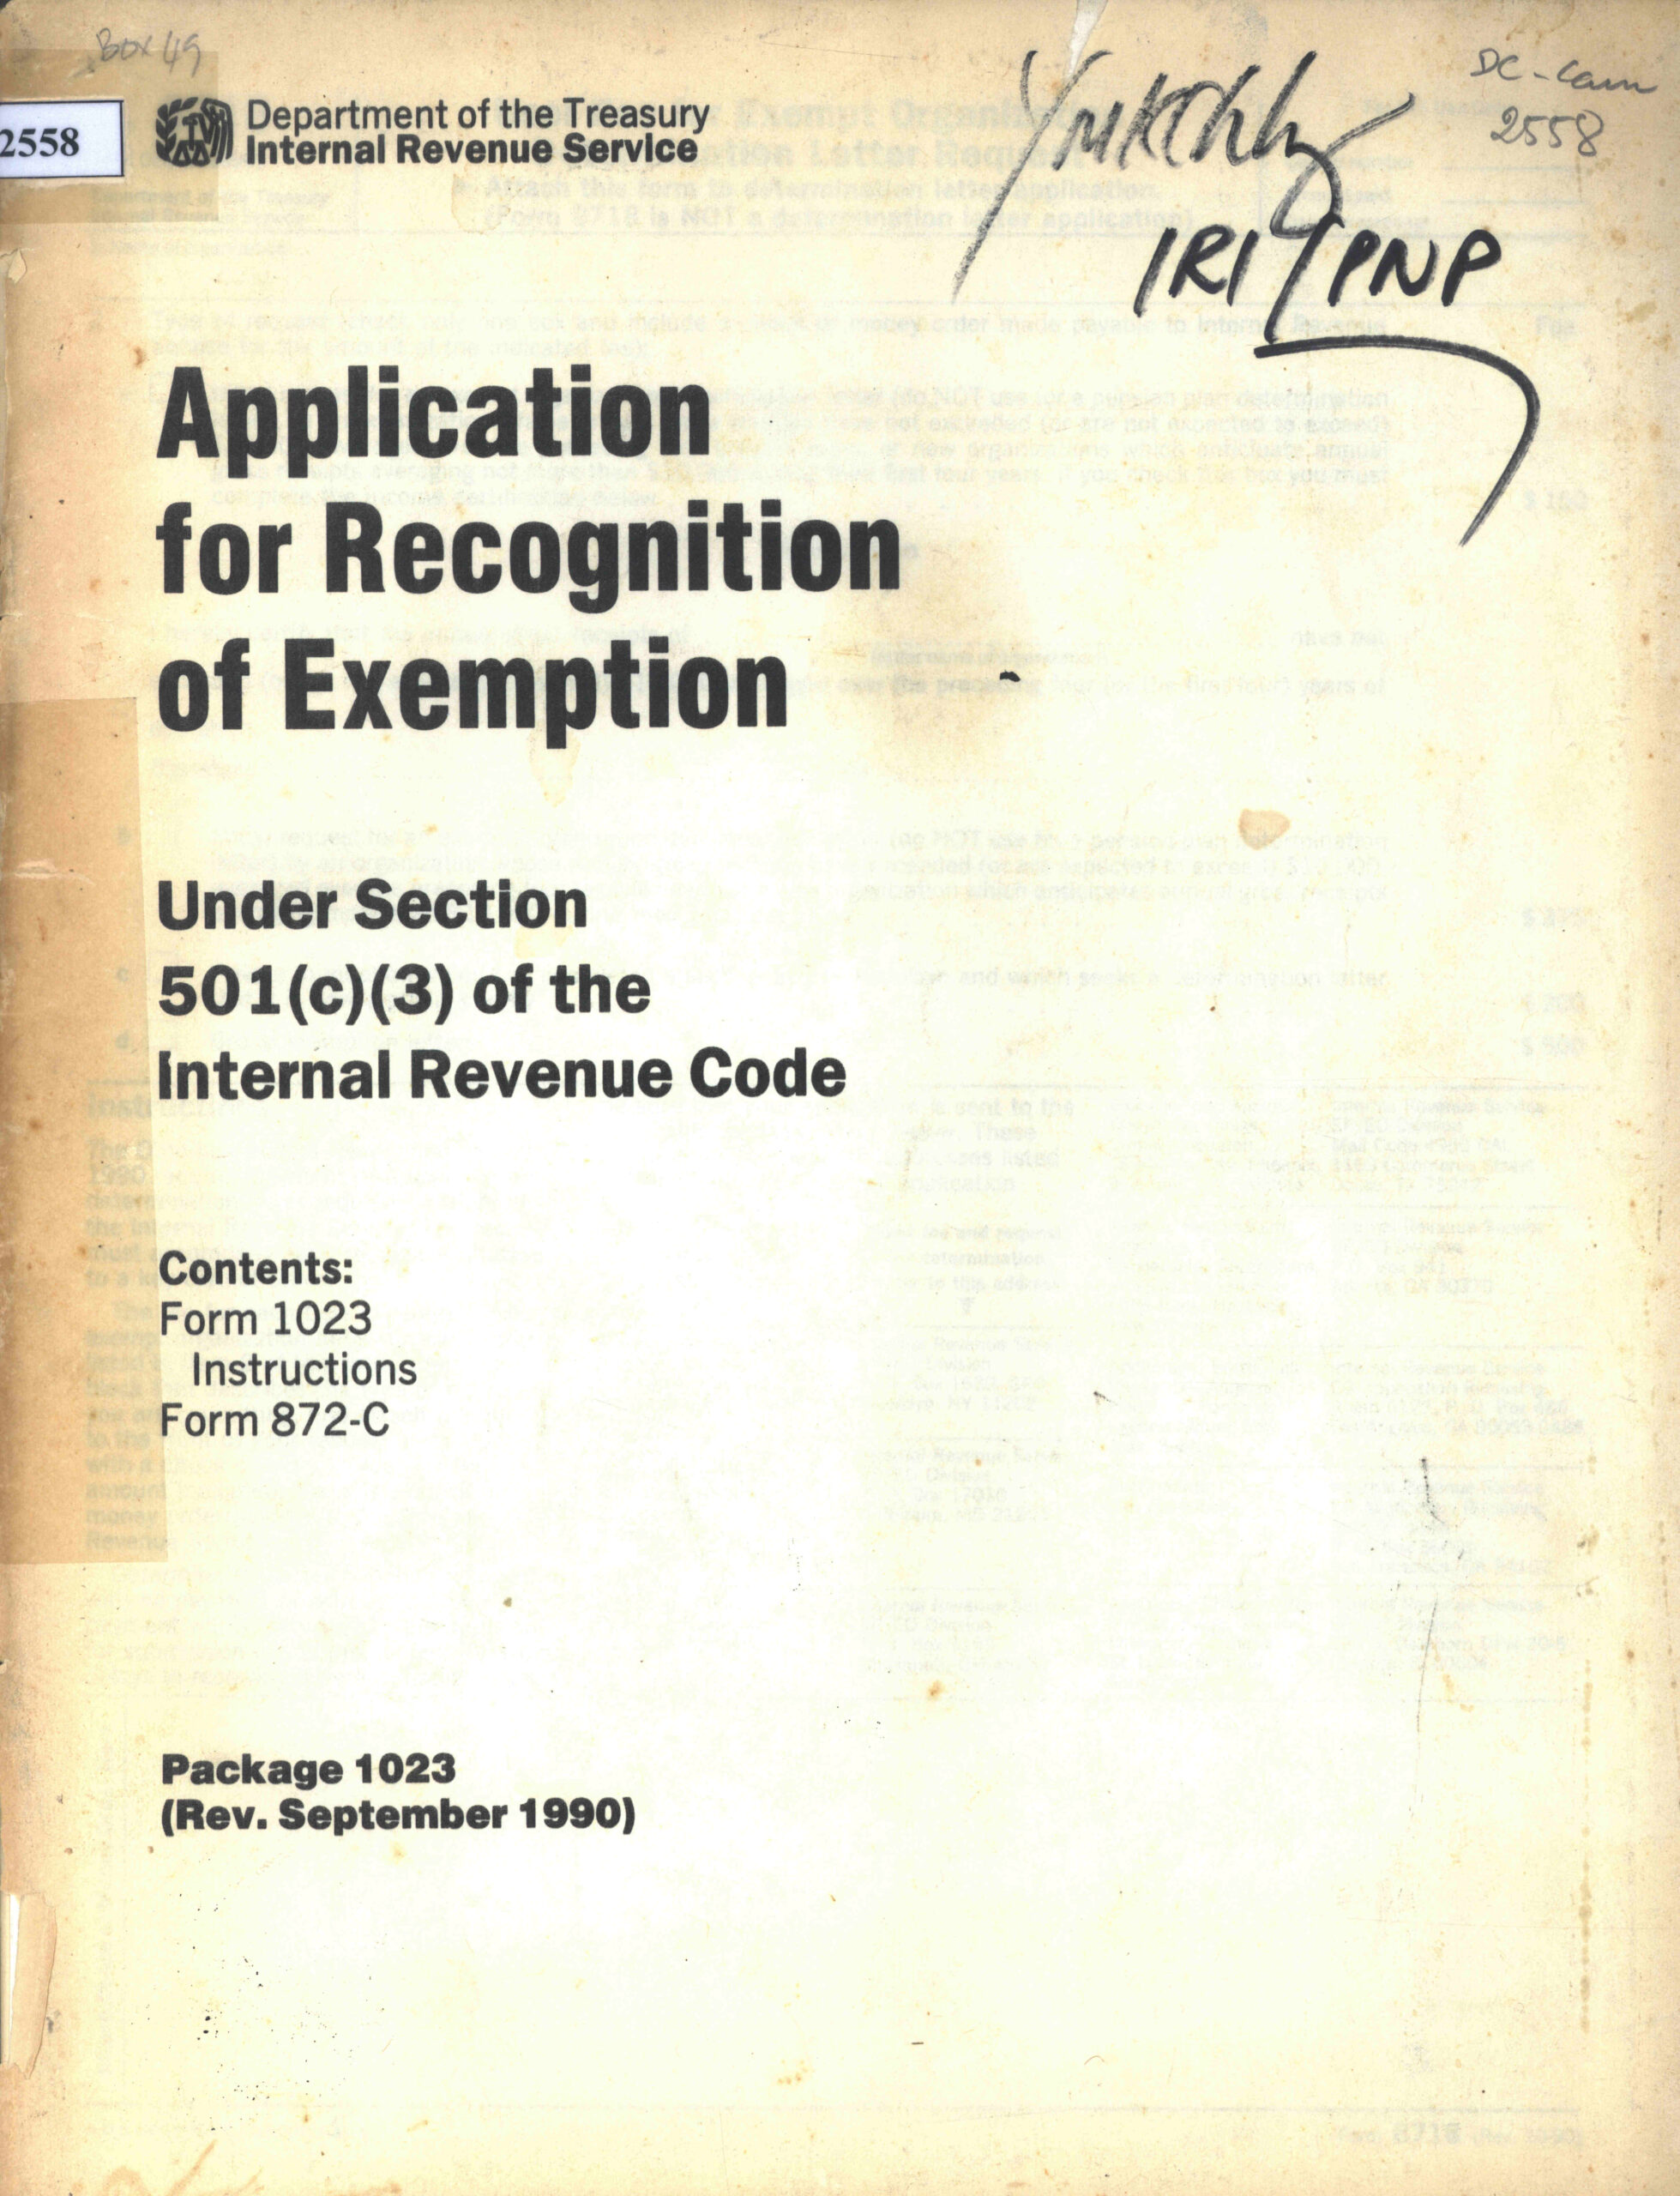 Box 49
DC-Cam
2558
2558
Department of the Treasury
Internal Revenue Service
IRI/PNP
Application
for Recognition
of Exemption
Under Section
501(c)(3) of the
Internal Revenue Code
Contents:
Form 1023
Instructions
Form 872-C
Package 1023
(Rev. September 1990)